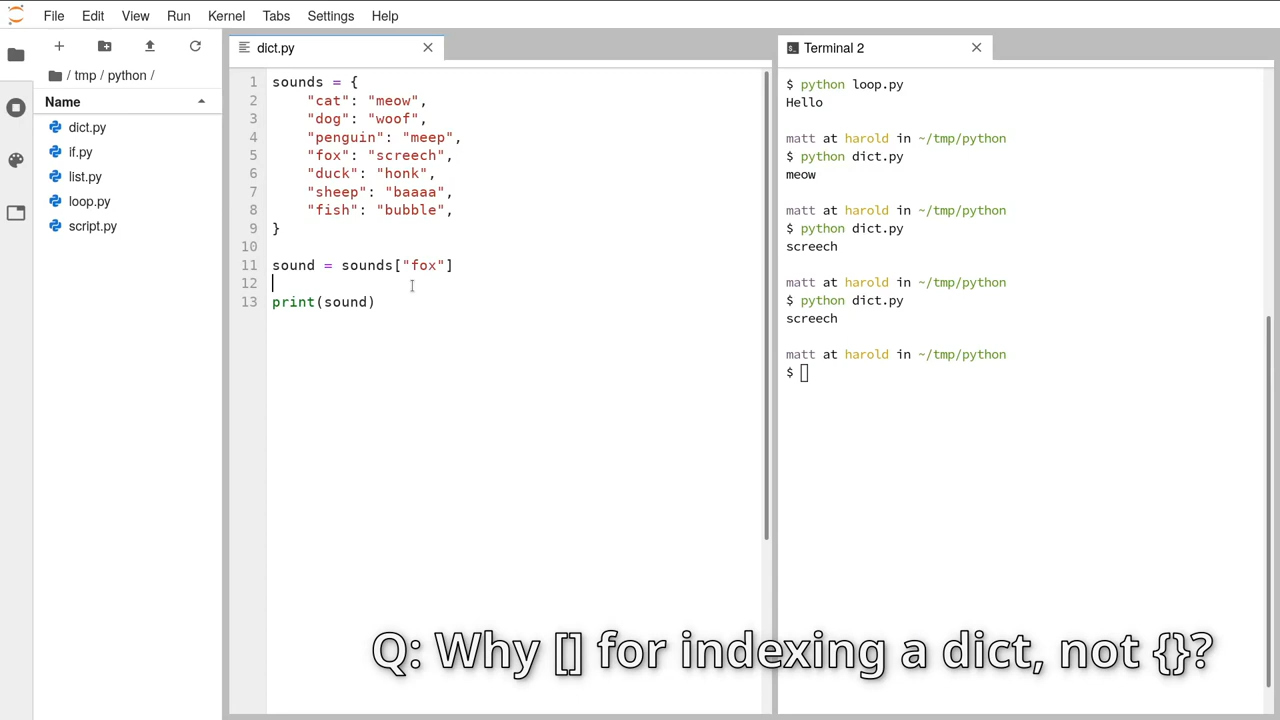 File Edit View Run Kernel Tabs Settings Help
/ tmp / python /
Name
dict.py
if.py
list.py
loop.py
script.py
dict.py
1 sounds = {
2     "cat": "meow",
3     "dog": "woof",
4     "penguin": "meep",
5     "fox": "screech",
6     "duck": "honk",
7     "sheep": "baaaa",
8     "fish": "bubble",
9 }
10
11 sound = sounds["fox"]
12
13 print(sound)
Terminal 2
$ python loop.py
Hello
matt at harold in ~/tmp/python
$ python dict.py
meow
matt at harold in ~/tmp/python
$ python dict.py
screech
matt at harold in ~/tmp/python
$ python dict.py
screech
matt at harold in ~/tmp/python
$
Q: Why [] for indexing a dict, not {}?